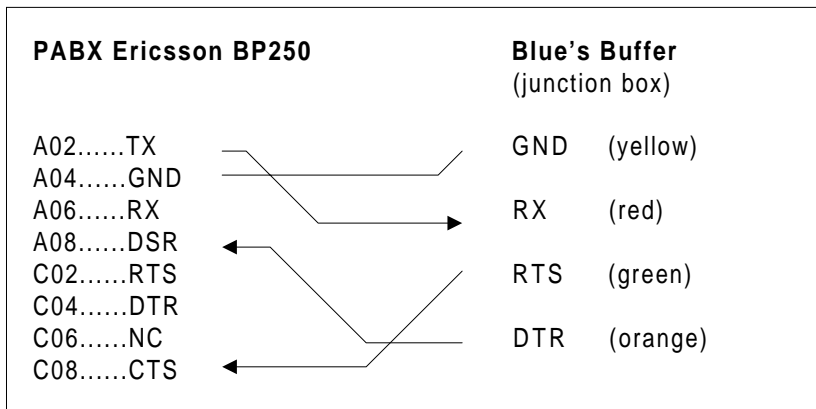 PABX Ericsson BP250
Blue's Buffer
(junction box)
A02......TX
A04......GND
A06......RX
A08......DSR
C02......RTS
C04......DTR
C06......NC
C08......CTS
GND (yellow)
RX (red)
RTS (green)
DTR (orange)